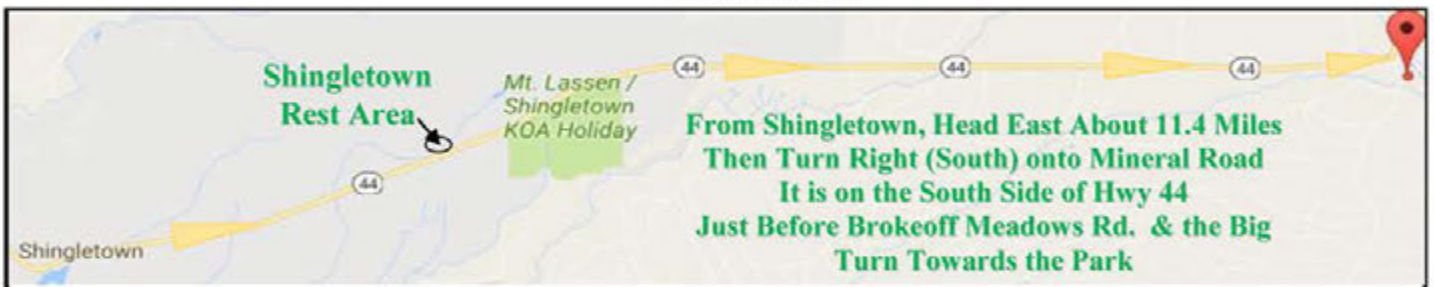 Shingletown
Rest Area
Mt. Lassen /
Shingletown
KOA Holiday
44
44
44
44
From Shingletown, Head East About 11.4 Miles
Then Turn Right (South) onto Mineral Road
It is on the South Side of Hwy 44
Just Before Brokeoff Meadows Rd. & the Big
Turn Towards the Park
Shingletown